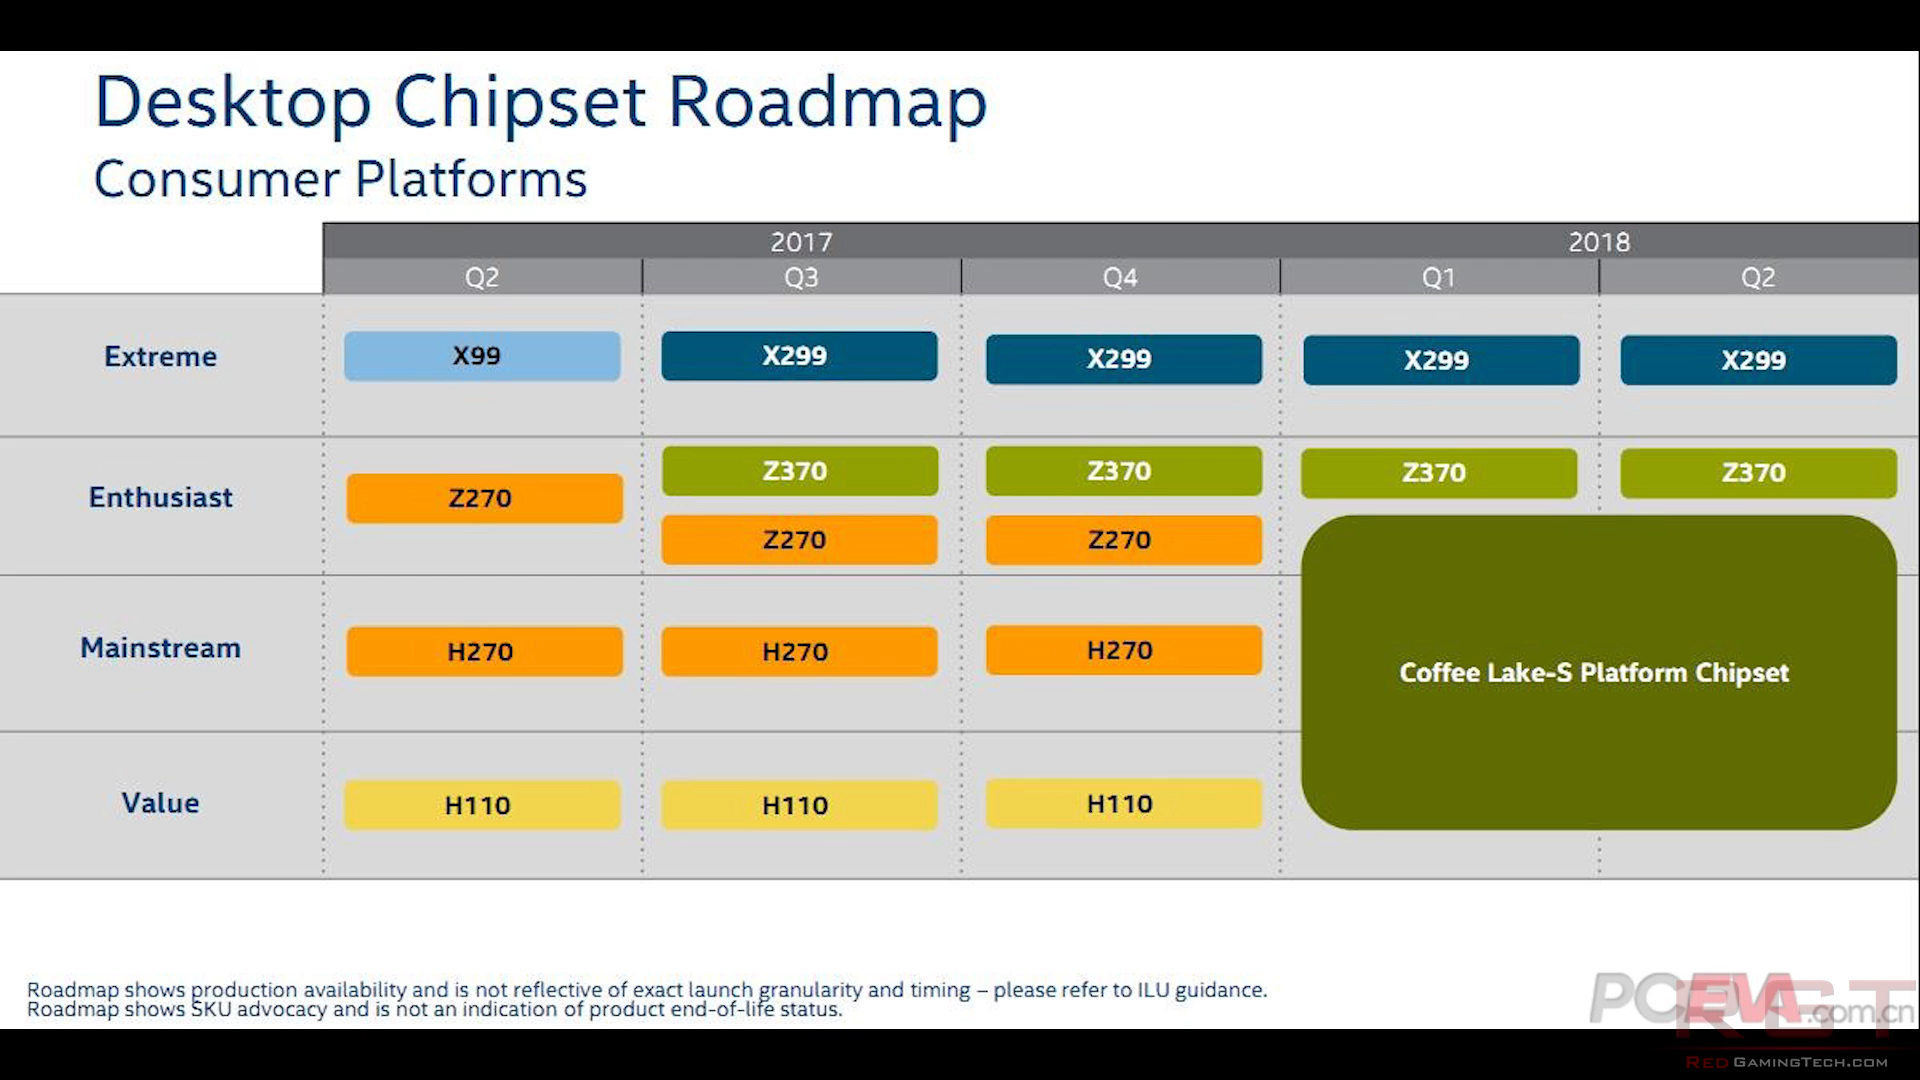 Desktop Chipset Roadmap
Consumer Platforms
2017 2018
Q2 Q3 Q4 Q1 Q2
Extreme X99 X299 X299 X299 X299
Z370 Z370 Z370 Z370
Enthusiast Z270
Z270 Z270
Mainstream H270 H270 H270
Coffee Lake-S Platform Chipset
Value H110 H110 H110
Roadmap shows production availability and is not reflective of exact launch granularity and timing – please refer to ILU guidance.
Roadmap shows SKU advocacy and is not an indication of product end-of-life status.
PCEVA.com.cn
RGT
RedGamingTech.com